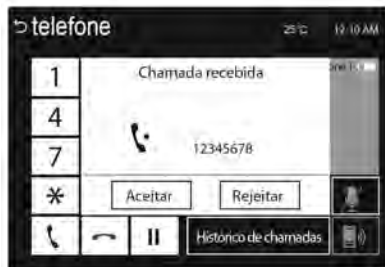 telefone 25°C 12:10 AM
1 Chamada recebida
4
7 12345678
* Aceitar Rejeitar
Histórico de chamadas